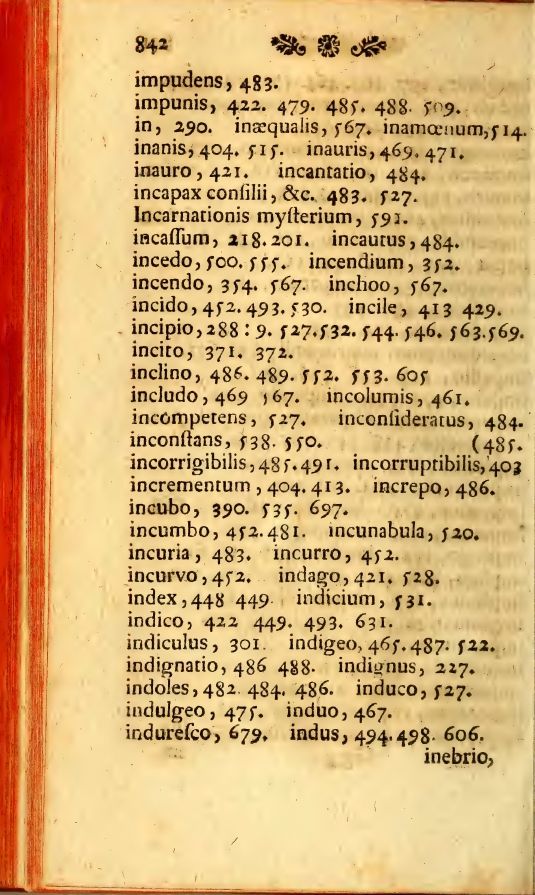 842
impudens, 483.
impunis, 422. 479. 485. 488. 509.
in, 290. inæqualis, 567. inamœnum, 514.
inanis, 404. 515. inauris, 469. 471.
inauro, 421. incantatio, 484.
incapax conſilii, &c. 483. 527.
Incarnationis myſterium, 591.
incaſſum, 218. 201. incautus, 484.
incedo, 500. 555. incendium, 352.
incendo, 354. 567. inchoo, 567.
incido, 452. 493. 530. incile, 413 429.
incipio, 288 : 9. 527. 532. 544. 546. 563. 569.
incito, 371. 372.
inclino, 486. 489. 552. 553. 605
includo, 469 567. incolumis, 461.
incompetens, 527. inconſideratus, 484.
inconſtans, 538. 550. (485.
incorrigibilis, 485. 491. incorruptibilis, 403
incrementum, 404. 413. increpo, 486.
incubo, 390. 535. 697.
incumbo, 452. 481. incunabula, 520.
incuria, 483. incurro, 452.
incurvo, 452. indago, 421. 528.
index, 448 449. indicium, 531.
indico, 422 449. 493. 631.
indiculus, 301. indigeo, 465. 487. 522.
indignatio, 486 488. indignus, 227.
indoles, 482. 484. 486. induco, 527.
indulgeo, 475. induo, 467.
indureſco, 679. indus, 494. 498. 606.
inebrio,